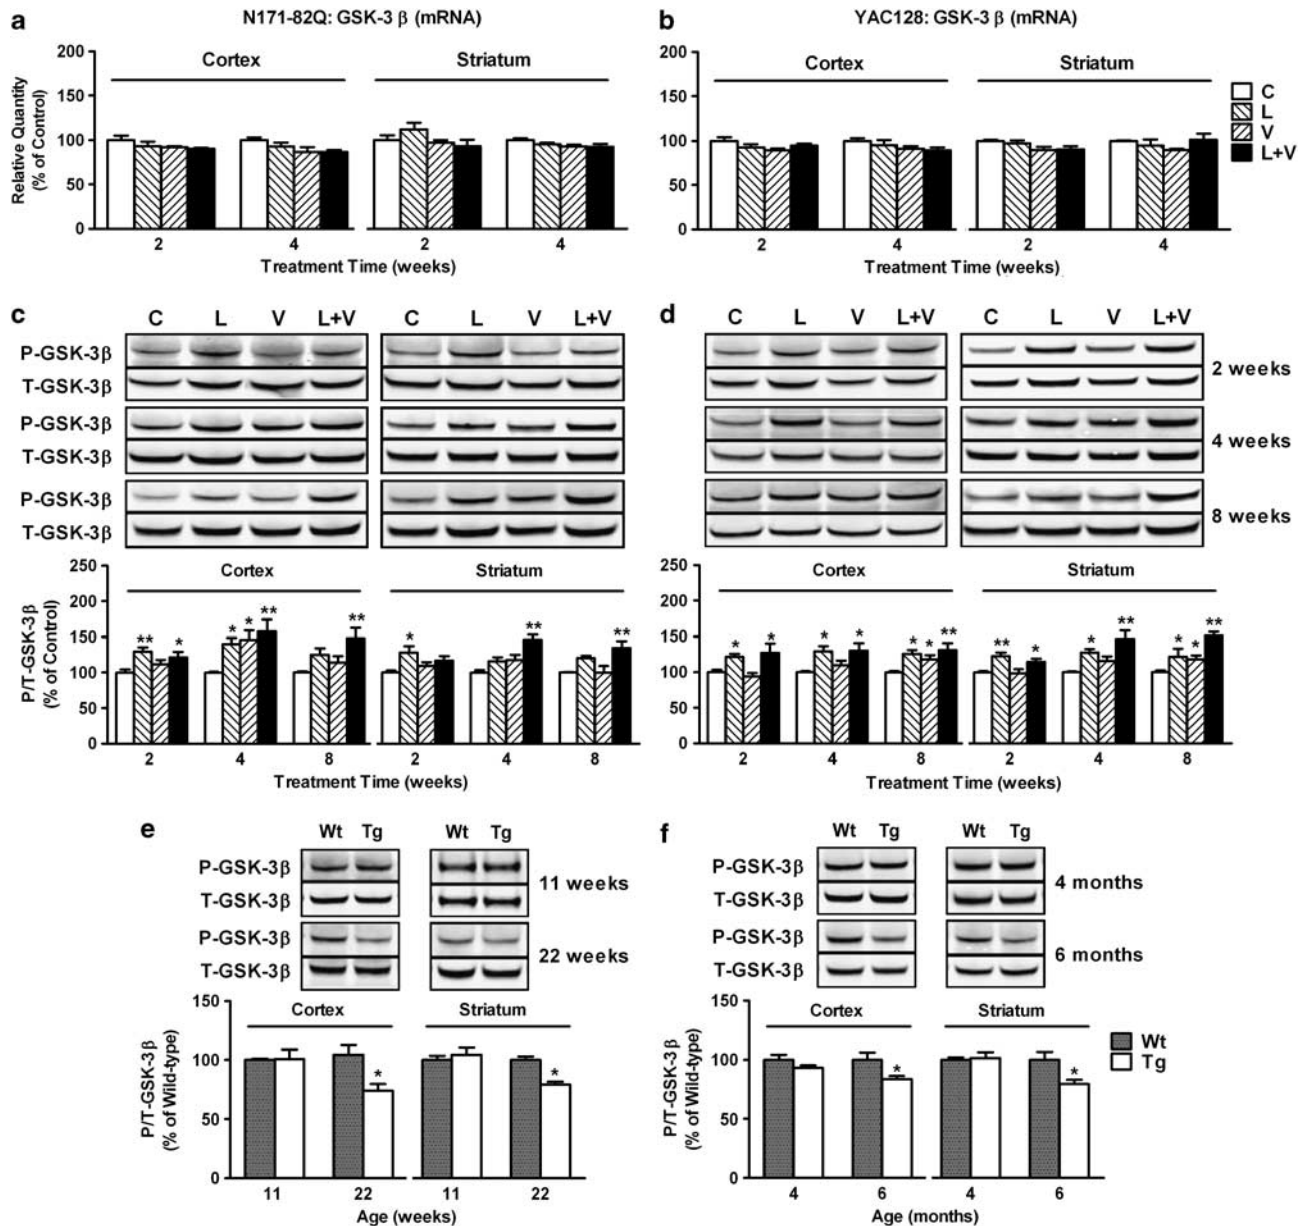 a
N171-82Q: GSK-3 β (mRNA)
Relative Quantity
(% of Control)
200
150
100
50
0
Cortex
Striatum
2
4
2
4
Treatment Time (weeks)
b
YAC128: GSK-3 β (mRNA)
200
150
100
50
0
Cortex
Striatum
2
4
2
4
Treatment Time (weeks)
C
L
V
L+V
c
C L V L+V
C L V L+V
P-GSK-3β
T-GSK-3β
P-GSK-3β
T-GSK-3β
P-GSK-3β
T-GSK-3β
P/T-GSK-3β
(% of Control)
250
200
150
100
50
0
Cortex
Striatum
** *
* * **
**
*
**
**
2
4
8
2
4
8
Treatment Time (weeks)
d
C L V L+V
C L V L+V
2 weeks
4 weeks
8 weeks
250
200
150
100
50
0
Cortex
Striatum
* *
* *
* * **
** *
* **
* * **
2
4
8
2
4
8
Treatment Time (weeks)
e
Wt Tg
Wt Tg
P-GSK-3β
T-GSK-3β
11 weeks
P-GSK-3β
T-GSK-3β
22 weeks
P/T-GSK-3β
(% of Wild-type)
150
100
50
0
Cortex
Striatum
*
*
11
22
11
22
Age (weeks)
f
Wt Tg
Wt Tg
P-GSK-3β
T-GSK-3β
4 months
P-GSK-3β
T-GSK-3β
6 months
P/T-GSK-3β
(% of Wild-type)
150
100
50
0
Cortex
Striatum
*
*
4
6
4
6
Age (months)
Wt
Tg